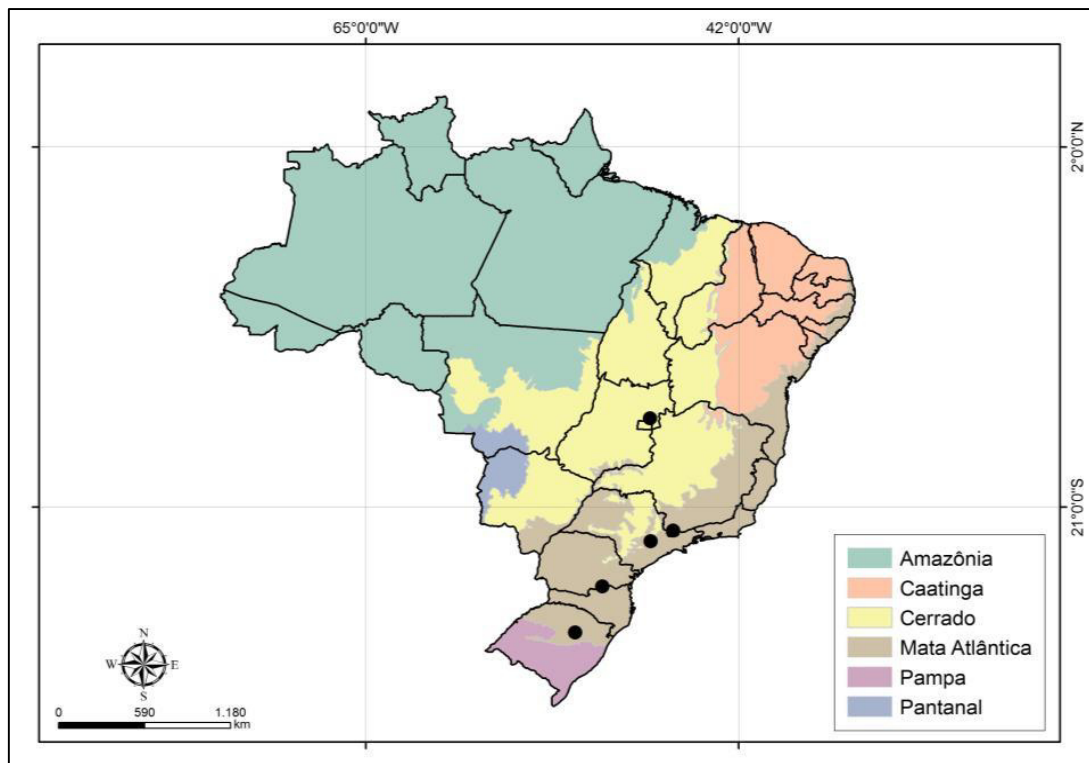 65°0'0"W 42°0'0"W
2°0'0"N
21°0'0"S
Amazônia
Caatinga
Cerrado
Mata Atlântica
Pampa
Pantanal
N
W E
S
0 590 1.180
km